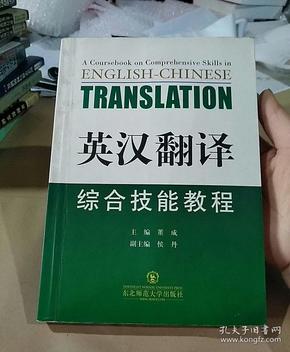 A Coursebook on Comprehensive Skills in
ENGLISH-CHINESE
TRANSLATION
英汉翻译
综合技能教程
主 编 董 成
副主编 侯 丹
东北师范大学出版社
孔夫子旧书网